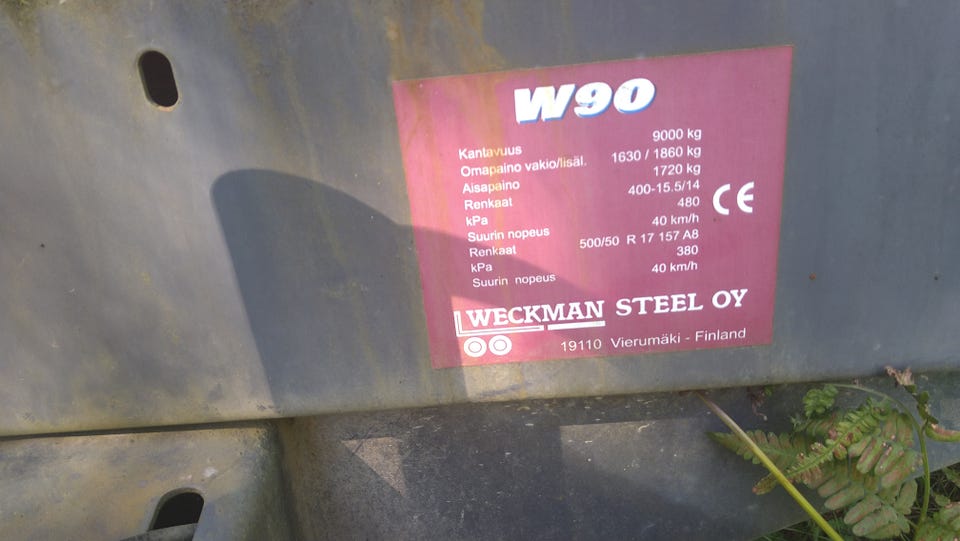 W90
Kantavuus 9000 kg
Omapaino vakio/lisäl. 1630 / 1860 kg
Aisapaino 1720 kg
Renkaat 400-15.5/14
kPa 480
Suurin nopeus 40 km/h
Renkaat 500/50 R 17 157 A8
kPa 380
Suurin nopeus 40 km/h
CE
WECKMAN STEEL OY
19110 Vierumäki - Finland